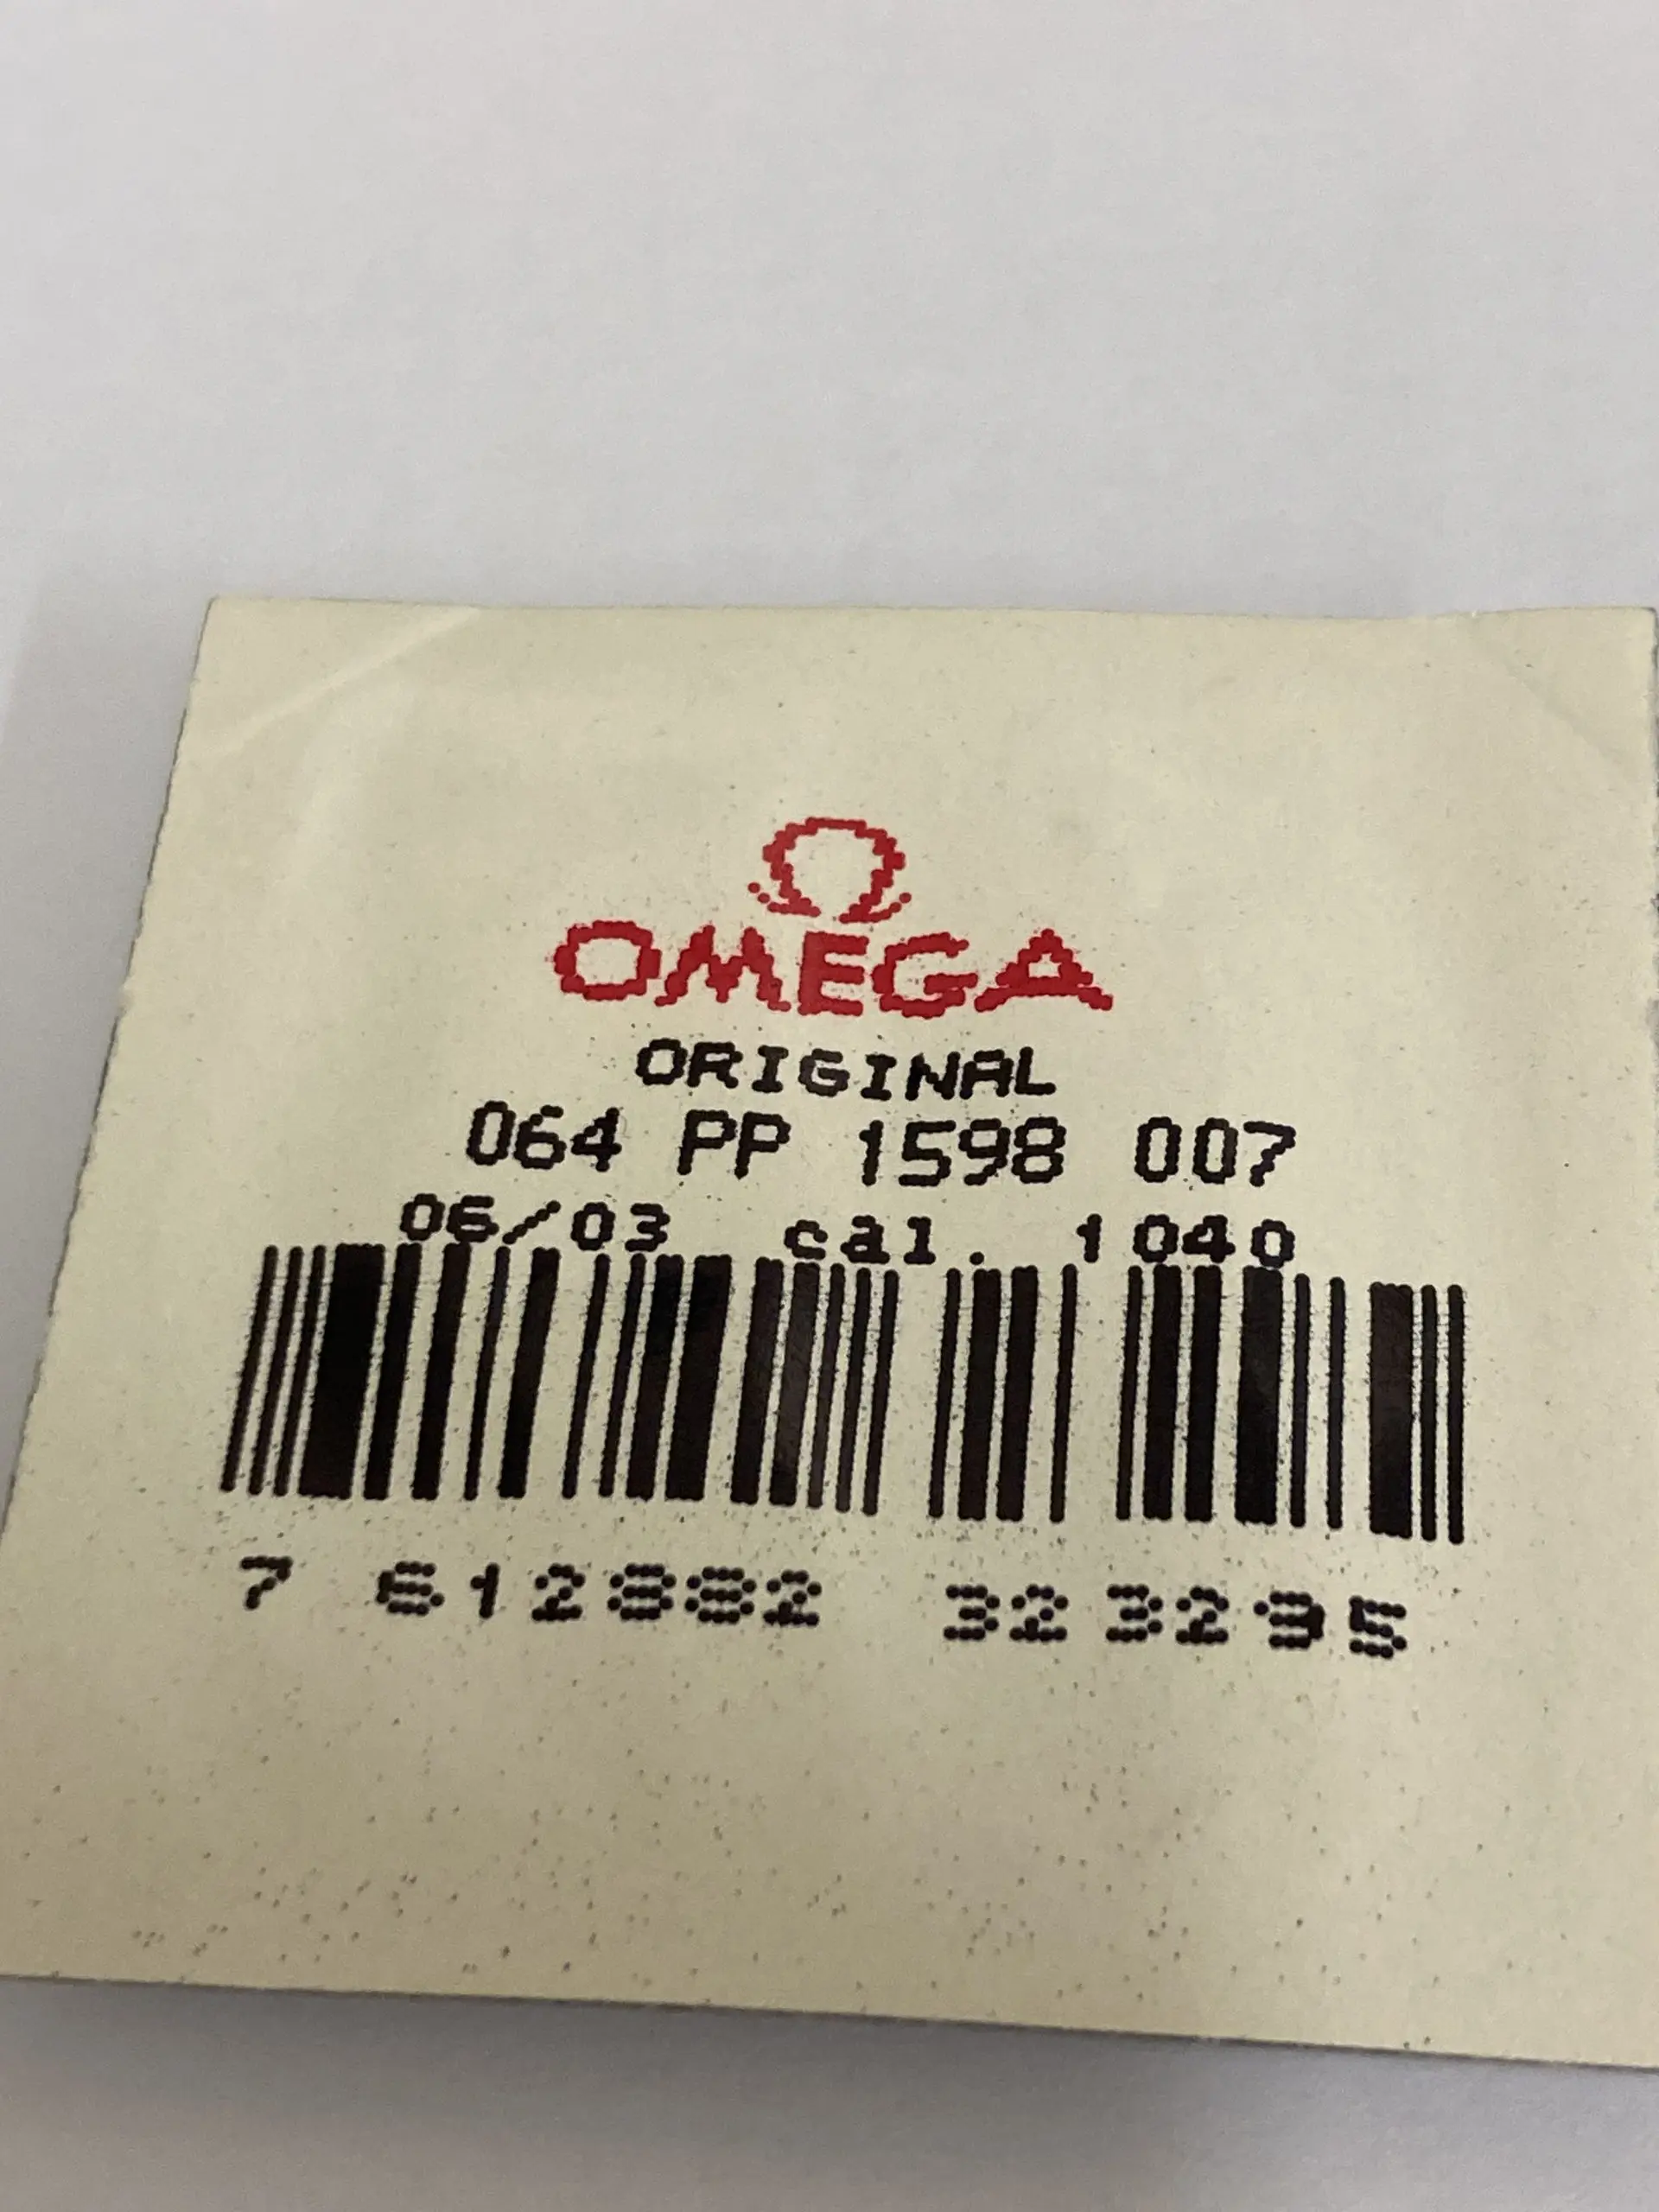 Ω
OMEGA
ORIGINAL
064 PP 1598 007
06/03 cal. 1040
7 612882 323295